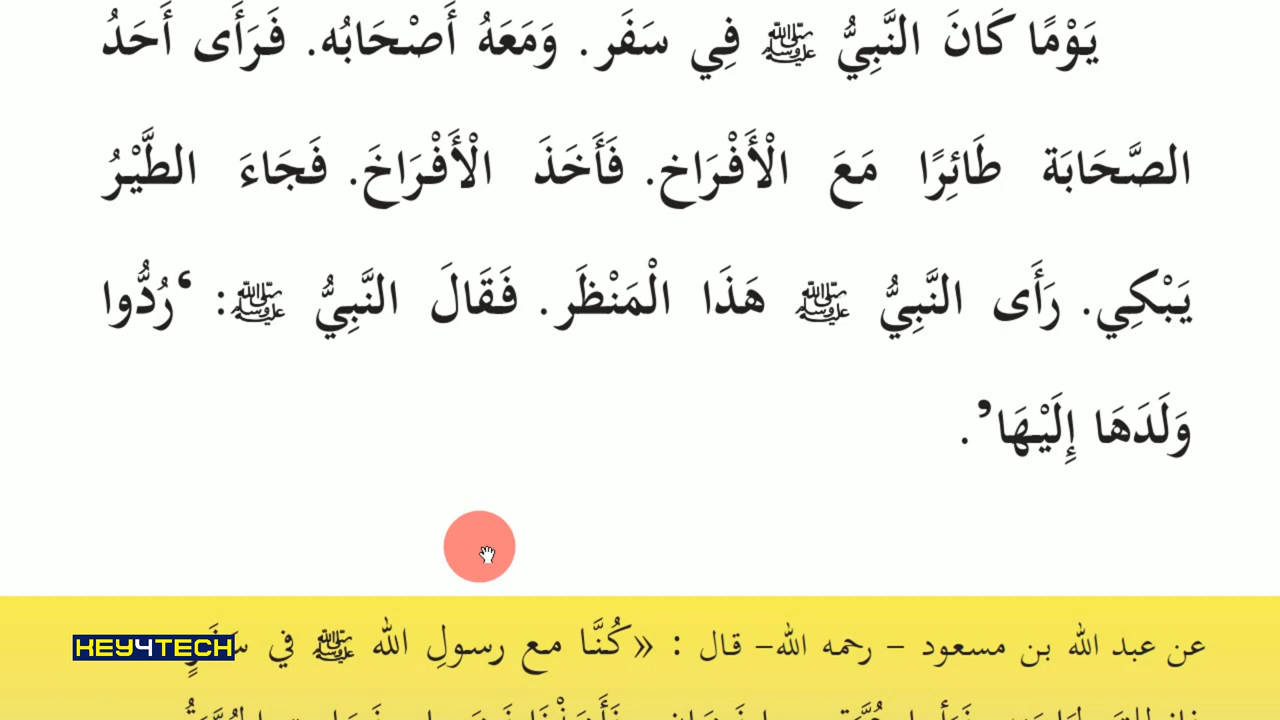 يَوْمًا كَانَ النَّبِيُّ ﷺ فِي سَفَر. وَمَعَهُ أَصْحَابُه. فَرَأَى أَحَدُ
الصَّحَابَة طَائِرًا مَعَ الْأَفْرَاخ. فَأَخَذَ الْأَفْرَاخَ. فَجَاءَ الطَّيْرُ
يَبْكِي. رَأَى النَّبِيُّ ﷺ هَذَا الْمَنْظَر. فَقَالَ النَّبِيُّ ﷺ: ‘رُدُّوا
وَلَدَهَا إِلَيْهَا’.
عن عبد الله بن مسعود – رحمه الله– قال : «كُنَّا مع رسولِ الله ﷺ في سَفَرٍ
KEY4TECH